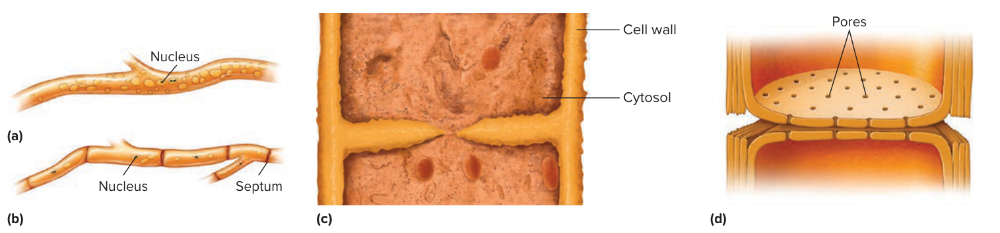 Nucleus
(a)
Nucleus
Septum
(b)
Cell wall
Cytosol
(c)
Pores
(d)